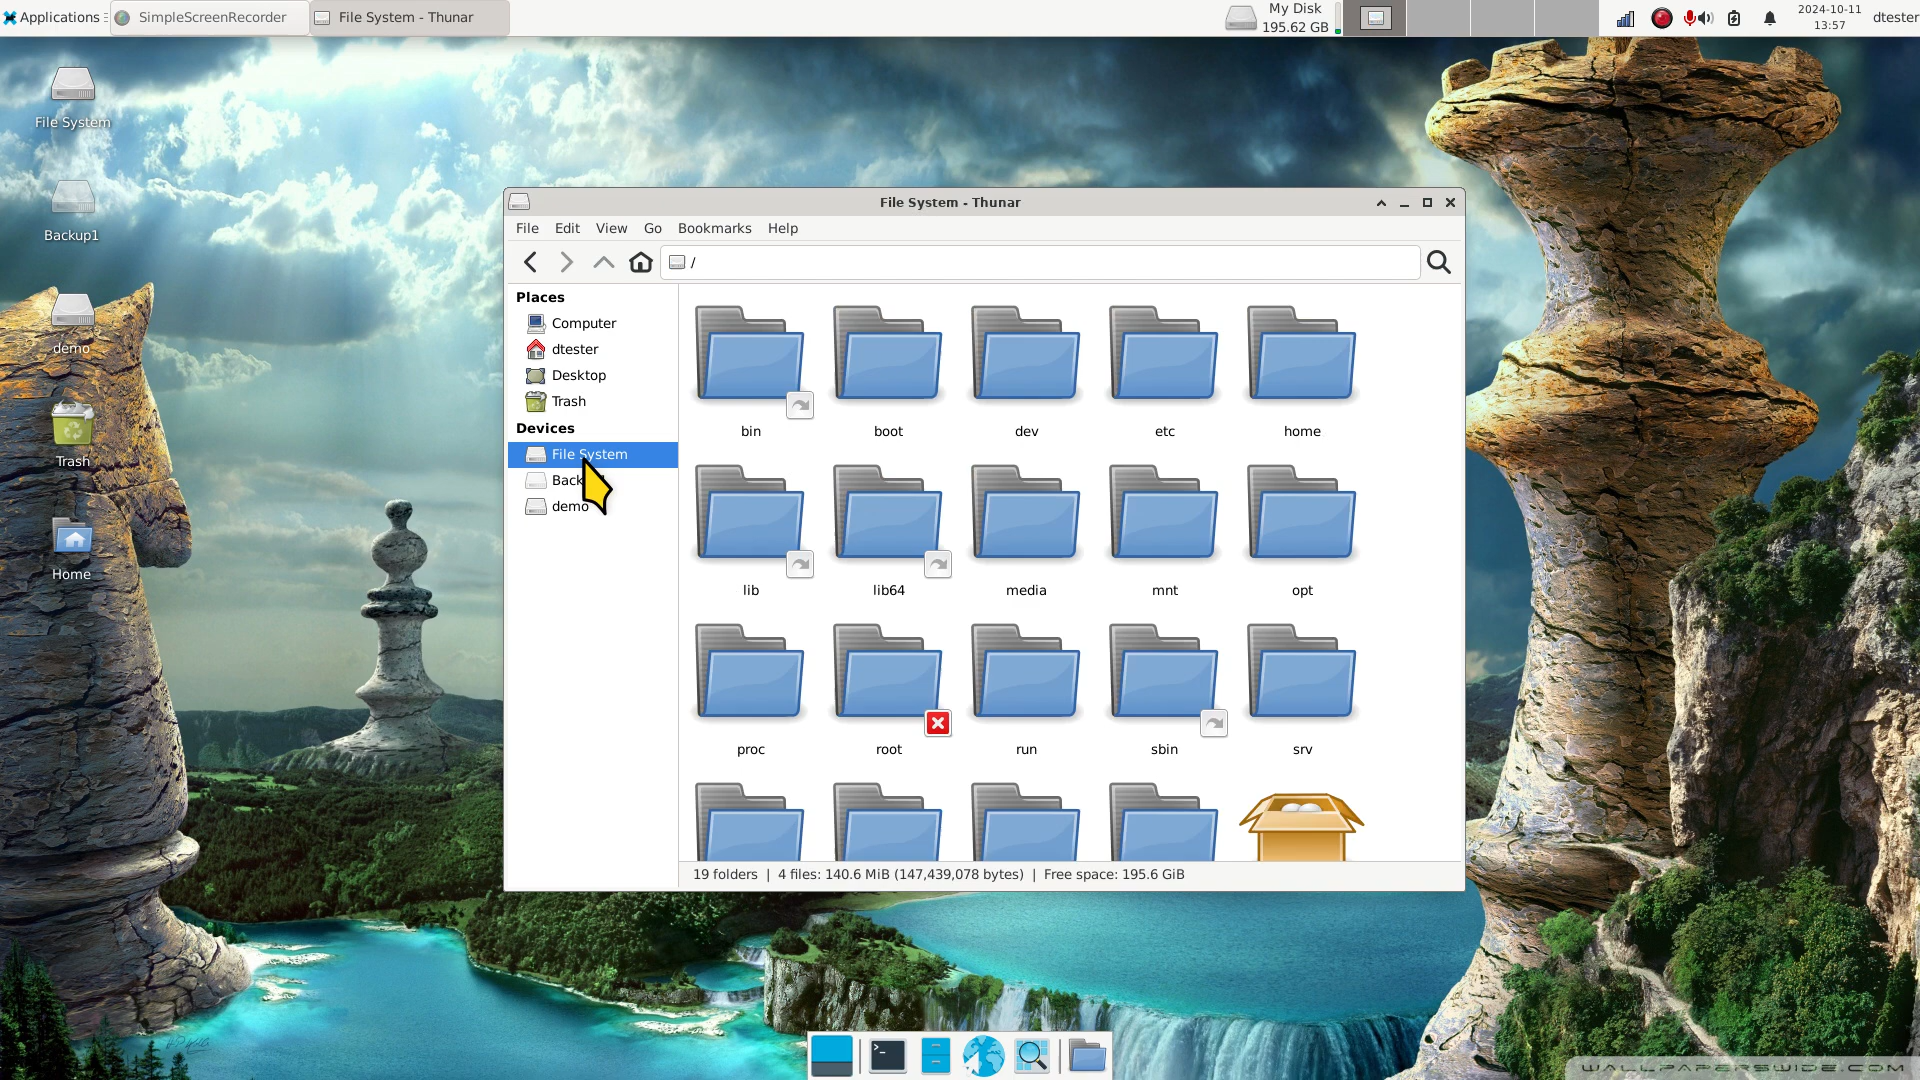 Applications
SimpleScreenRecorder
File System - Thunar
My Disk
195.62 GB
2024-10-11
13:57
dtester
File System
Backup1
demo
Trash
Home
File System - Thunar
File Edit View Go Bookmarks Help
/
Places
Computer
dtester
Desktop
Trash
Devices
File System
demo
bin boot dev etc home
lib lib64 media mnt opt
proc root run sbin srv
19 folders | 4 files: 140.6 MiB (147,439,078 bytes) | Free space: 195.6 GiB
WALLPAPERSWIDE.COM